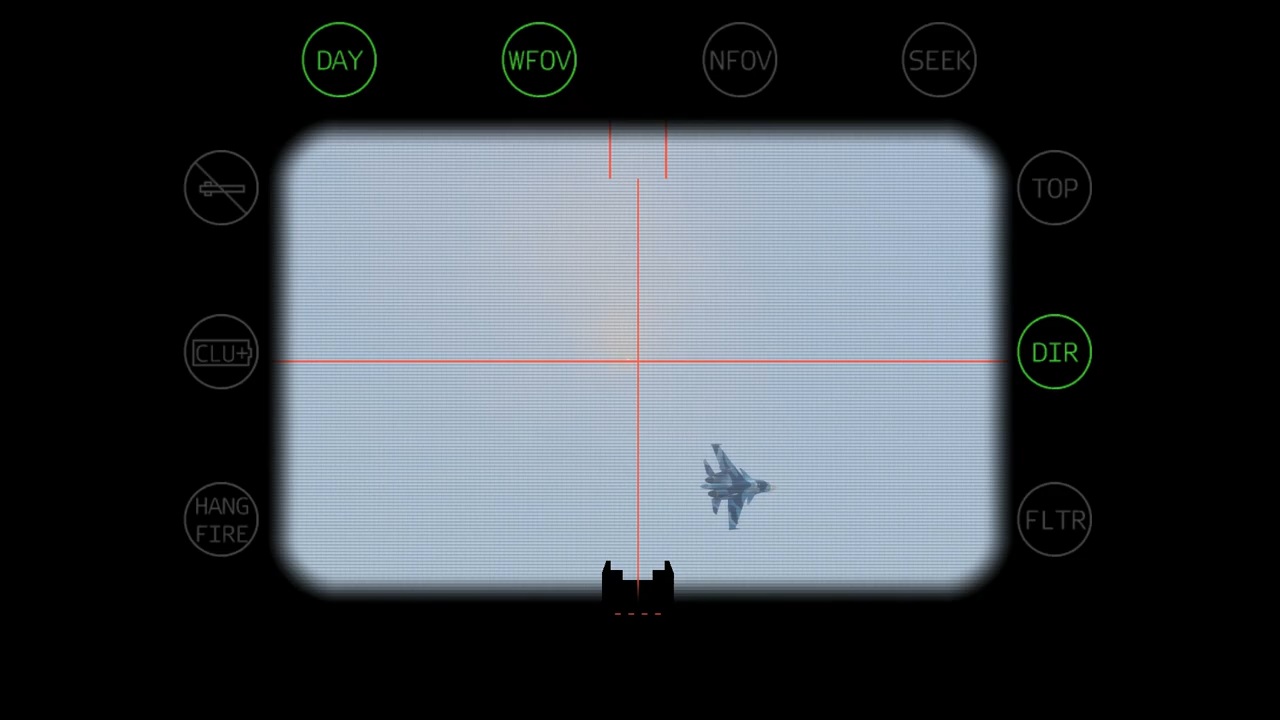 DAY
WFOV
NFOV
SEEK
TOP
CLU+
DIR
HANG
FIRE
FLTR